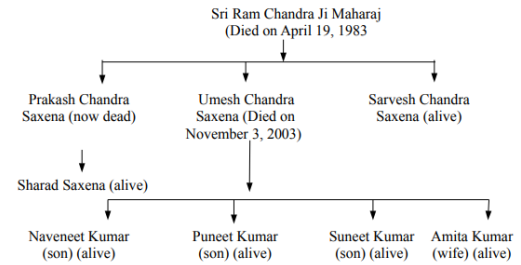 Sri Ram Chandra Ji Maharaj
(Died on April 19, 1983
Prakash Chandra
Saxena (now dead)
Umesh Chandra
Saxena (Died on
November 3, 2003)
Sarvesh Chandra
Saxena (alive)
Sharad Saxena (alive)
Naveneet Kumar
(son) (alive)
Puneet Kumar
(son) (alive)
Suneet Kumar
(son) (alive)
Amita Kumar
(wife) (alive)